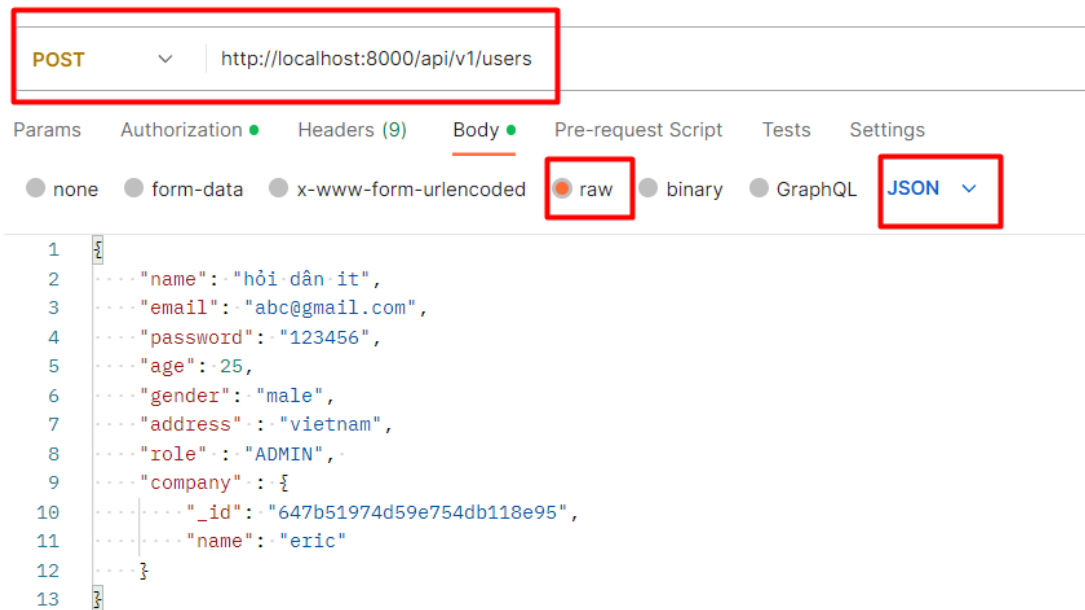 POST http://localhost:8000/api/v1/users
Params Authorization Headers (9) Body Pre-request Script Tests Settings
none form-data x-www-form-urlencoded raw binary GraphQL JSON
1 {
2 "name": "hỏi dân it",
3 "email": "abc@gmail.com",
4 "password": "123456",
5 "age": 25,
6 "gender": "male",
7 "address" : "vietnam",
8 "role" : "ADMIN",
9 "company" : {
10 "_id": "647b51974d59e754db118e95",
11 "name": "eric"
12 }
13 }